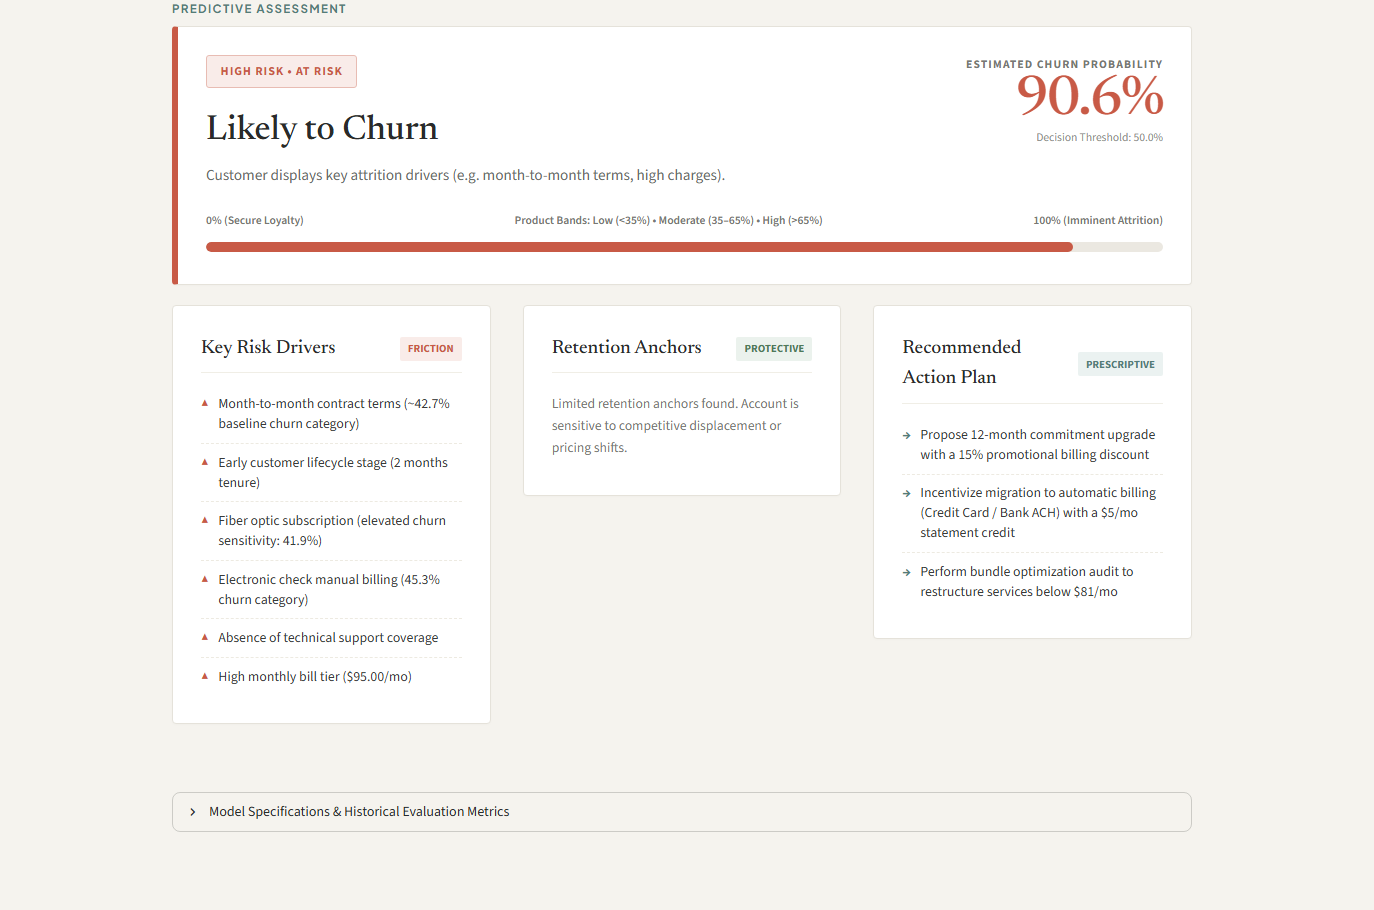 PREDICTIVE ASSESSMENT
HIGH RISK • AT RISK
ESTIMATED CHURN PROBABILITY
90.6%
Decision Threshold: 50.0%
Likely to Churn
Customer displays key attrition drivers (e.g. month-to-month terms, high charges).
0% (Secure Loyalty)
Product Bands: Low (<35%) • Moderate (35–65%) • High (>65%)
100% (Imminent Attrition)
Key Risk Drivers
FRICTION
▲ Month-to-month contract terms (~42.7%
baseline churn category)
▲ Early customer lifecycle stage (2 months
tenure)
▲ Fiber optic subscription (elevated churn
sensitivity: 41.9%)
▲ Electronic check manual billing (45.3%
churn category)
▲ Absence of technical support coverage
▲ High monthly bill tier ($95.00/mo)
Retention Anchors
PROTECTIVE
Limited retention anchors found. Account is
sensitive to competitive displacement or
pricing shifts.
Recommended
Action Plan
PRESCRIPTIVE
→ Propose 12-month commitment upgrade
with a 15% promotional billing discount
→ Incentivize migration to automatic billing
(Credit Card / Bank ACH) with a $5/mo
statement credit
→ Perform bundle optimization audit to
restructure services below $81/mo
Model Specifications & Historical Evaluation Metrics